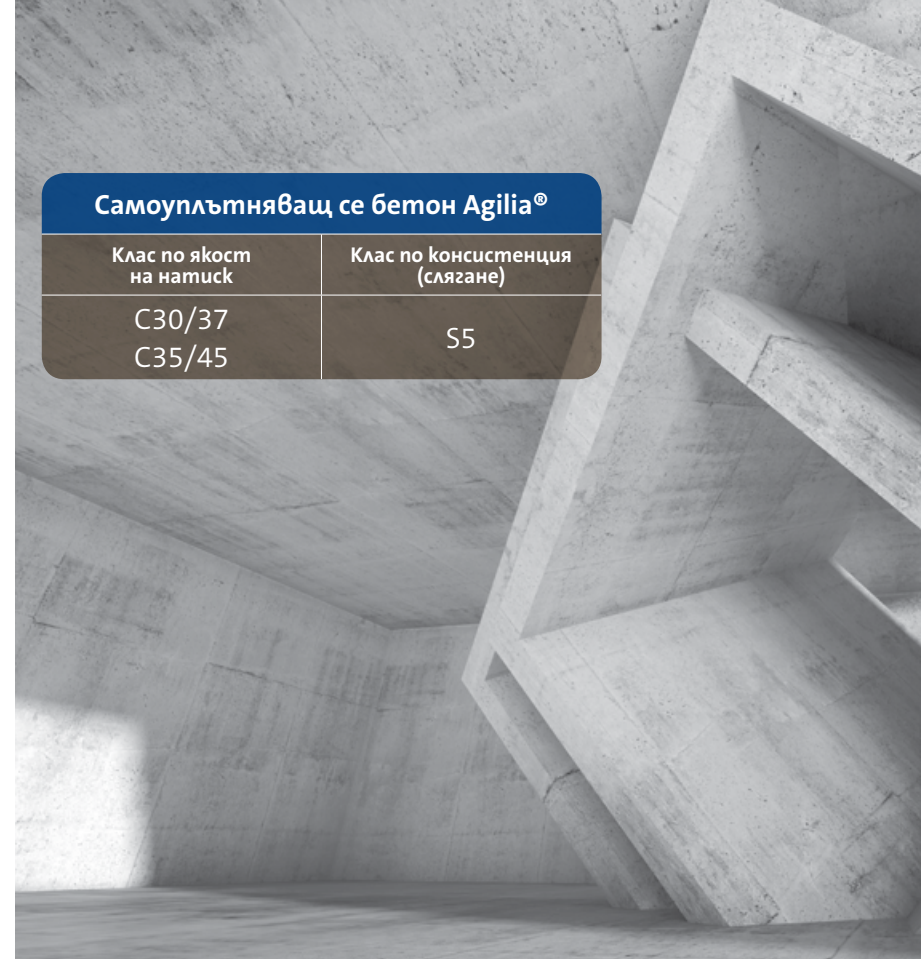 Самоуплътняващ се бетон Agilia®
Клас по якост
на натиск
Клас по консистенция
(слягане)
C30/37
C35/45
S5